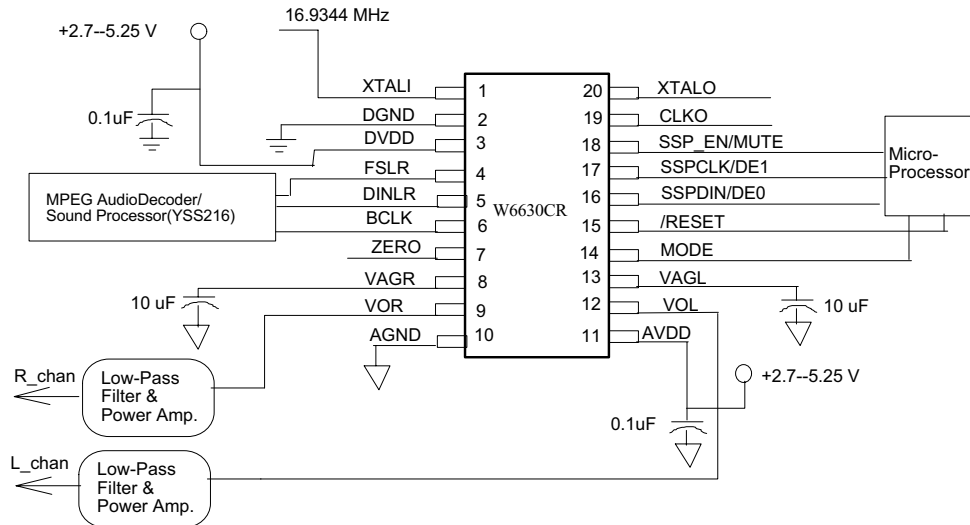 16.9344 MHz
+2.7--5.25 V
0.1uF
XTALI
DGND
DVDD
FSLR
DINLR
BCLK
ZERO
VAGR
VOR
AGND
1
2
3
4
5
6
7
8
9
10
W6630CR
20
19
18
17
16
15
14
13
12
11
XTALO
CLKO
SSP_EN/MUTE
SSPCLK/DE1
SSPDIN/DE0
/RESET
MODE
VAGL
VOL
AVDD
Micro-
Processor
MPEG AudioDecoder/
Sound Processor(YSS216)
10 uF
10 uF
+2.7--5.25 V
0.1uF
R_chan
Low-Pass
Filter &
Power Amp.
L_chan
Low-Pass
Filter &
Power Amp.